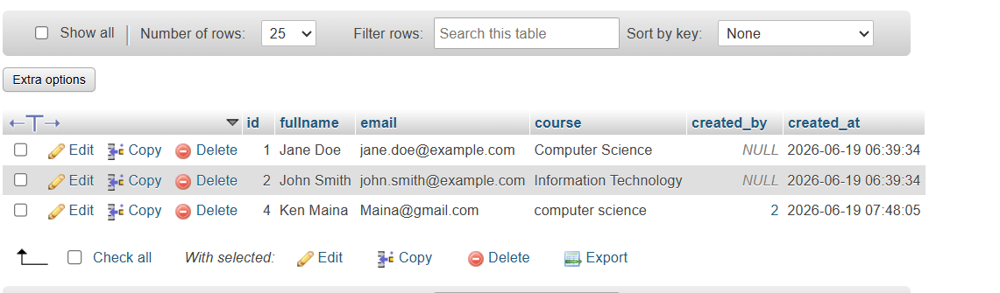 Show all Number of rows: 25 Filter rows: Search this table Sort by key: None
Extra options
id fullname email course created_by created_at
Edit Copy Delete 1 Jane Doe jane.doe@example.com Computer Science NULL 2026-06-19 06:39:34
Edit Copy Delete 2 John Smith john.smith@example.com Information Technology NULL 2026-06-19 06:39:34
Edit Copy Delete 4 Ken Maina Maina@gmail.com computer science 2 2026-06-19 07:48:05
Check all With selected: Edit Copy Delete Export